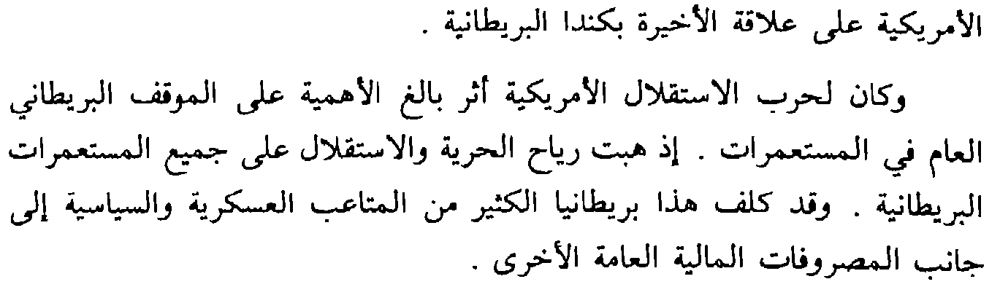 الأمريكية على علاقة الأخيرة بكندا البريطانية .
وكان لحرب الاستقلال الأمريكية أثر بالغ الأهمية على الموقف البريطاني
العام في المستعمرات . إذ هبت رياح الحرية والاستقلال على جميع المستعمرات
البريطانية . وقد كلف هذا بريطانيا الكثير من المتاعب العسكرية والسياسية إلى
جانب المصروفات المالية العامة الأخرى .